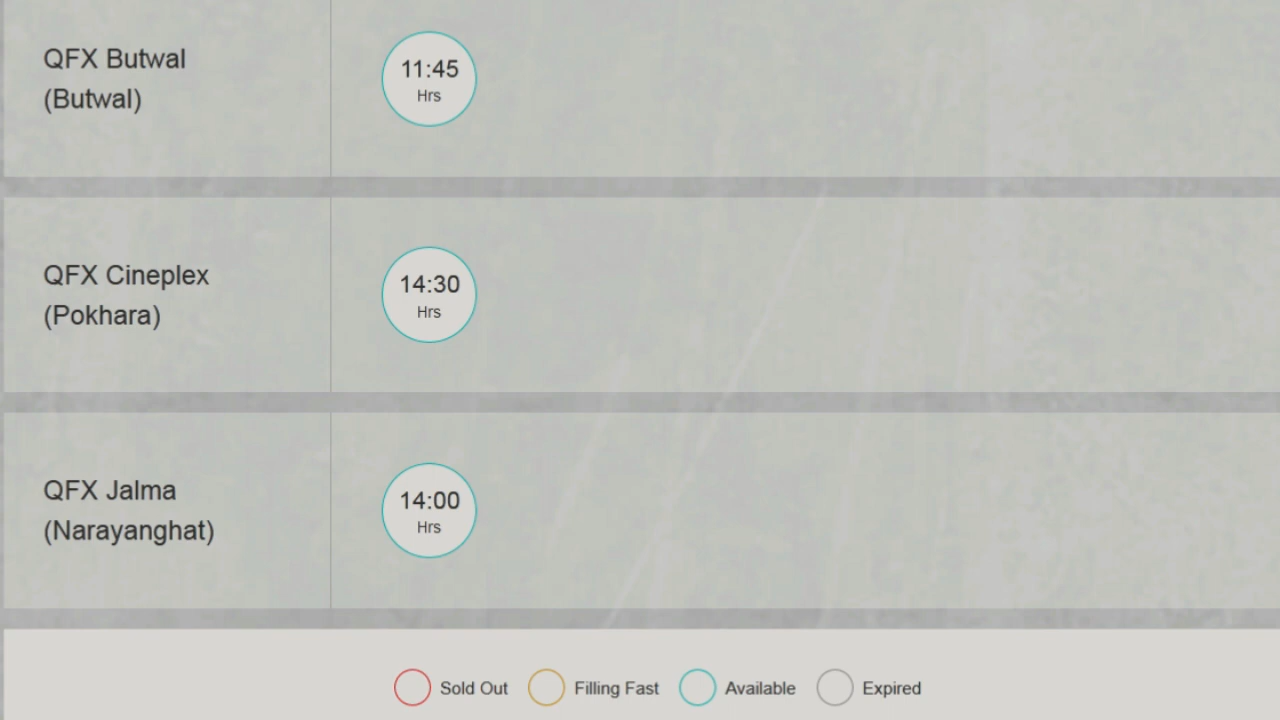 QFX Butwal
(Butwal)
11:45
Hrs
QFX Cineplex
(Pokhara)
14:30
Hrs
QFX Jalma
(Narayanghat)
14:00
Hrs
Sold Out Filling Fast Available Expired